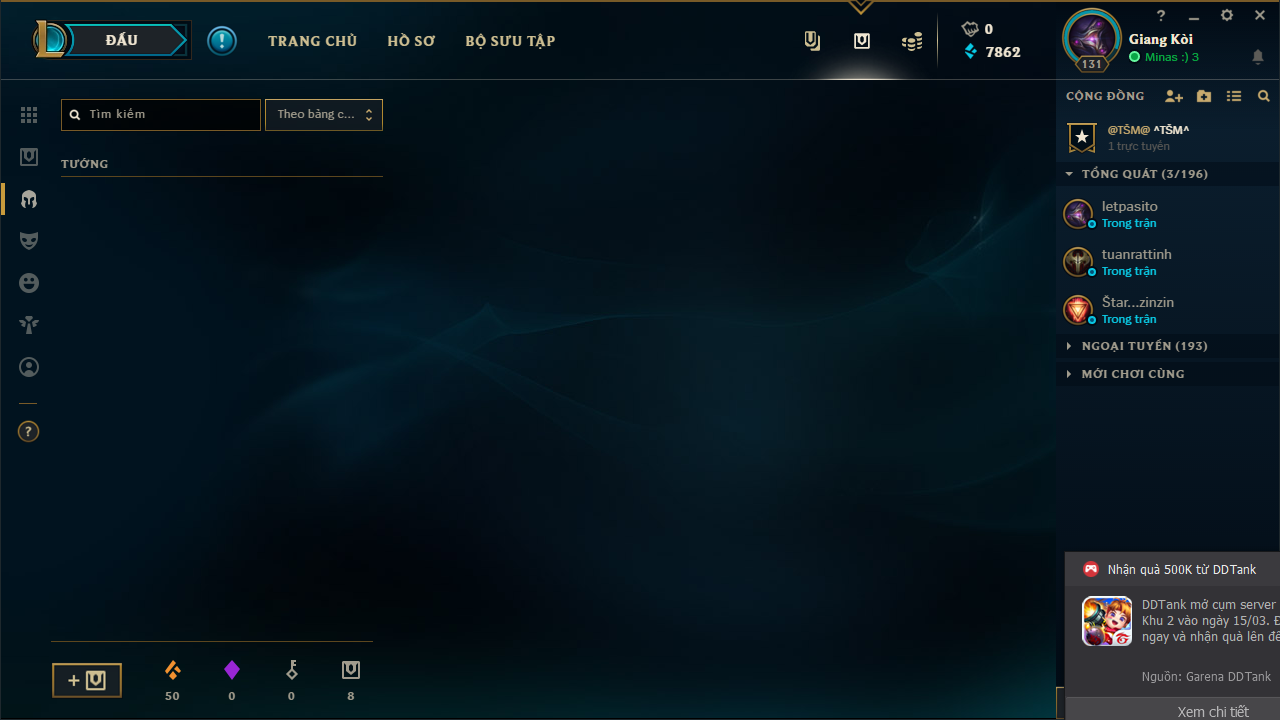 ĐẤU
TRANG CHỦ
HỒ SƠ
BỘ SƯU TẬP
0
7862
?
Giang Kòi
Minas :) 3
131
Tìm kiếm
Theo bảng c...
TƯỚNG
CỘNG ĐỒNG
@TŠM@ ^TŠM^
1 trực tuyến
TỔNG QUÁT (3/196)
letpasito
Trong trận
tuanrattinh
Trong trận
Štar...zinzin
Trong trận
NGOẠI TUYẾN (193)
MỚI CHƠI CÙNG
?
50
0
0
8
Nhận quà 500K từ DDTank
DDTank mở cụm server
Khu 2 vào ngày 15/03. Đ
ngay và nhận quà lên đế
Nguồn: Garena DDTank
Xem chi tiết